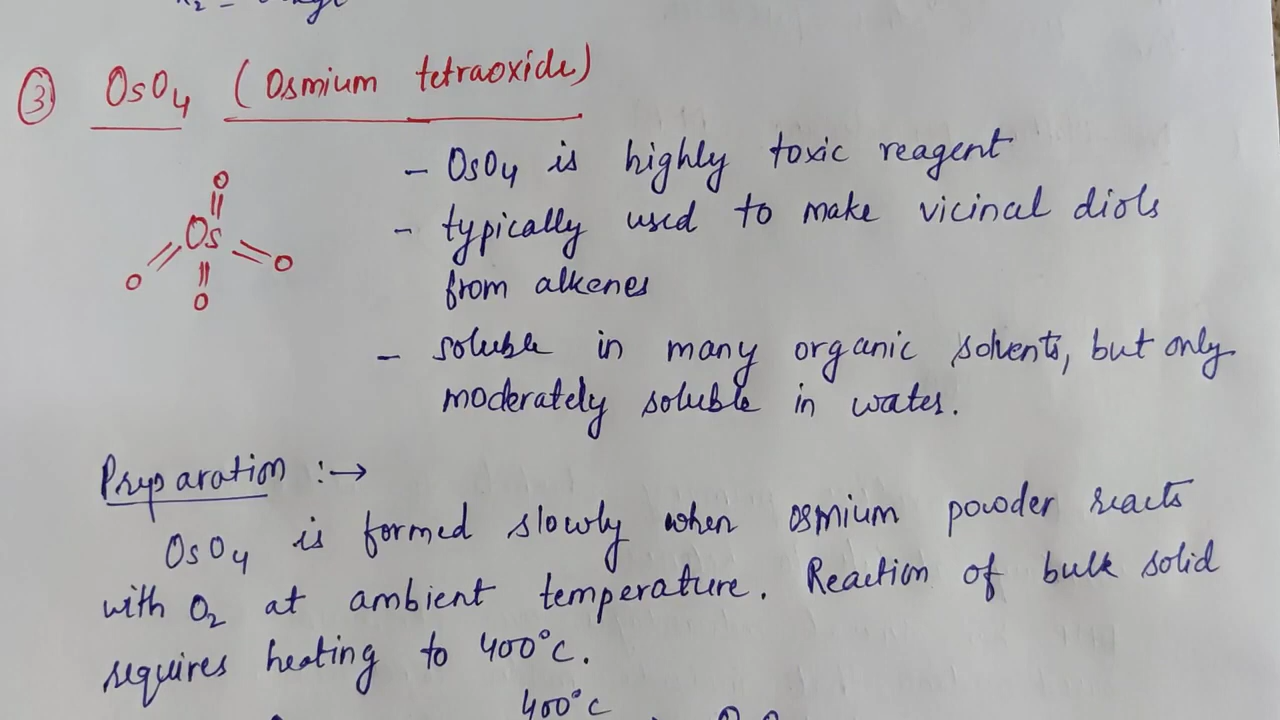 ③ OsO4 (Osmium tetraoxide)
O
Os
O O
O
- OsO4 is highly toxic reagent
- typically used to make vicinal diols
from alkenes
- soluble in many organic solvents, but only
moderately soluble in water.
Preparation :→
OsO4 is formed slowly when osmium powder reacts
with O2 at ambient temperature. Reaction of bulk solid
requires heating to 400°c.
400°c